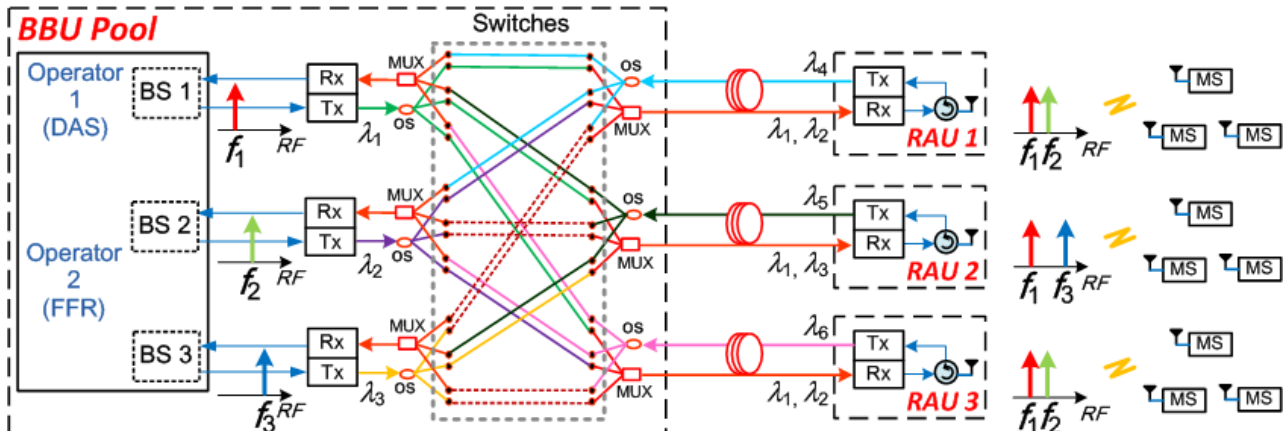 BBU Pool
Switches
Operator
1
(DAS)
BS 1
f1
RF
Rx
Tx
λ1
MUX
OS
OS
MUX
λ4
λ1, λ2
Tx
Rx
RAU 1
f1 f2
RF
MS
MS
MS
BS 2
f2
RF
Rx
Tx
λ2
MUX
OS
OS
MUX
λ5
λ1, λ3
Tx
Rx
RAU 2
f1
f3
RF
MS
MS
MS
Operator
2
(FFR)
BS 3
f3
RF
Rx
Tx
λ3
MUX
OS
OS
MUX
λ6
λ1, λ2
Tx
Rx
RAU 3
f1 f2
RF
MS
MS
MS